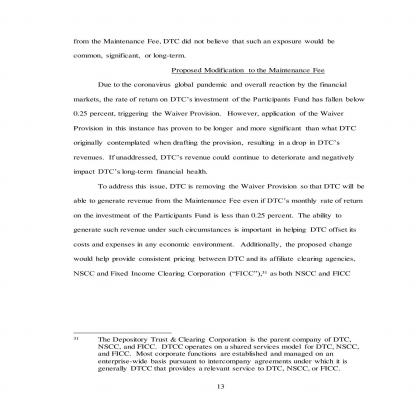 from the Maintenance Fee, DTC did not believe that such an exposure would be
common, significant, or long-term.
Proposed Modification to the Maintenance Fee
Due to the coronavirus global pandemic and overall reaction by the financial
markets, the rate of return on DTC's investment of the Participants Fund has fallen below
0.25 percent, triggering the Waiver Provision. However, application of the Waiver
Provision in this instance has proven to be longer and more significant than what DTC
originally contemplated when drafting the provision, resulting in a drop in DTC's
revenues. If unaddressed, DTC's revenue could continue to deteriorate and negatively
impact DTC's long-term financial health.
To address this issue, DTC is removing the Waiver Provision so that DTC will be
able to generate revenue from the Maintenance Fee even if DTC's monthly rate of return
on the investment of the Participants Fund is less than 0.25 percent. The ability to
generate such revenue under such circumstances is important in helping DTC offset its
costs and expenses in any economic environment. Additionally, the proposed change
would help provide consistent pricing between DTC and its affiliate clearing agencies,
NSCC and Fixed Income Clearing Corporation ("FICC"),31 as both NSCC and FICC
31 The Depository Trust & Clearing Corporation is the parent company of DTC,
NSCC, and FICC. DTCC operates on a shared services model for DTC, NSCC,
and FICC. Most corporate functions are established and managed on an
enterprise-wide basis pursuant to intercompany agreements under which it is
generally DTCC that provides a relevant service to DTC, NSCC, or FICC.
13